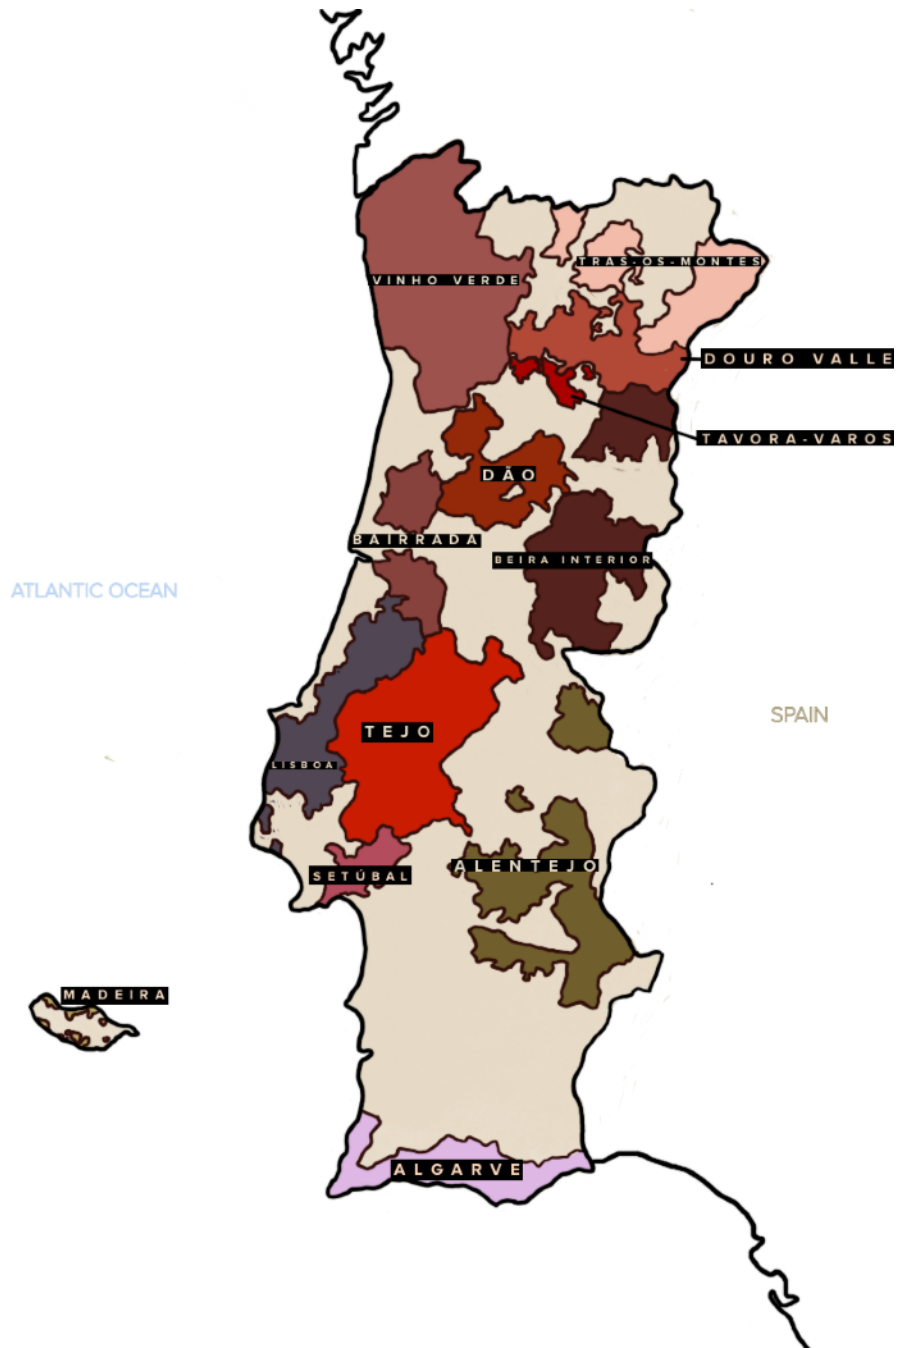 TRAS-OS-MONTES
VINHO VERDE
DOURO VALLE
TAVORA-VAROS
DÃO
BAIRRADA
BEIRA INTERIOR
ATLANTIC OCEAN
SPAIN
TEJO
LISBOA
ALENTEJO
SETÚBAL
MADEIRA
ALGARVE